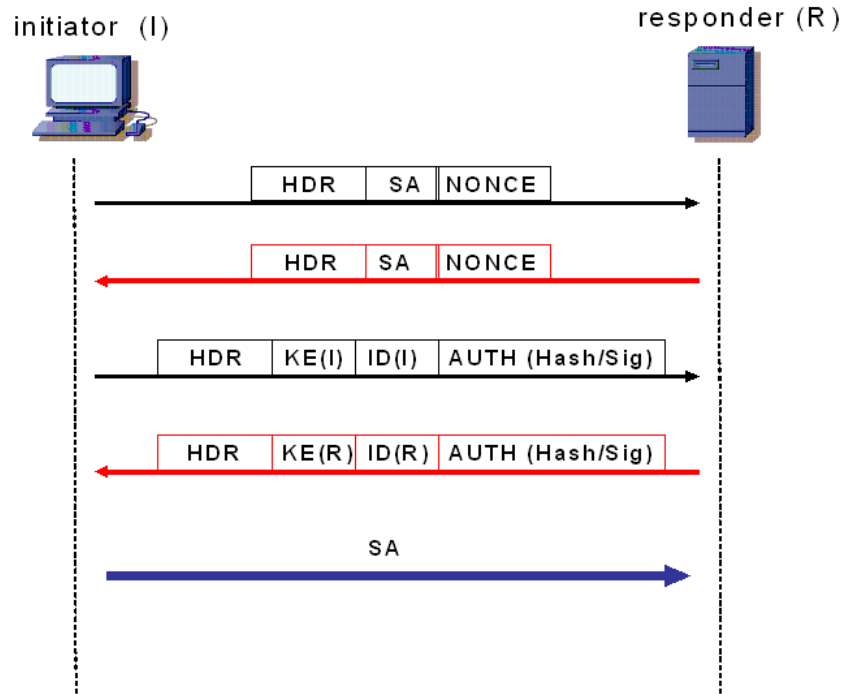 initiator (I)
responder (R)
HDR SA NONCE
HDR SA NONCE
HDR KE(I) ID(I) AUTH (Hash/Sig)
HDR KE(R) ID(R) AUTH (Hash/Sig)
SA